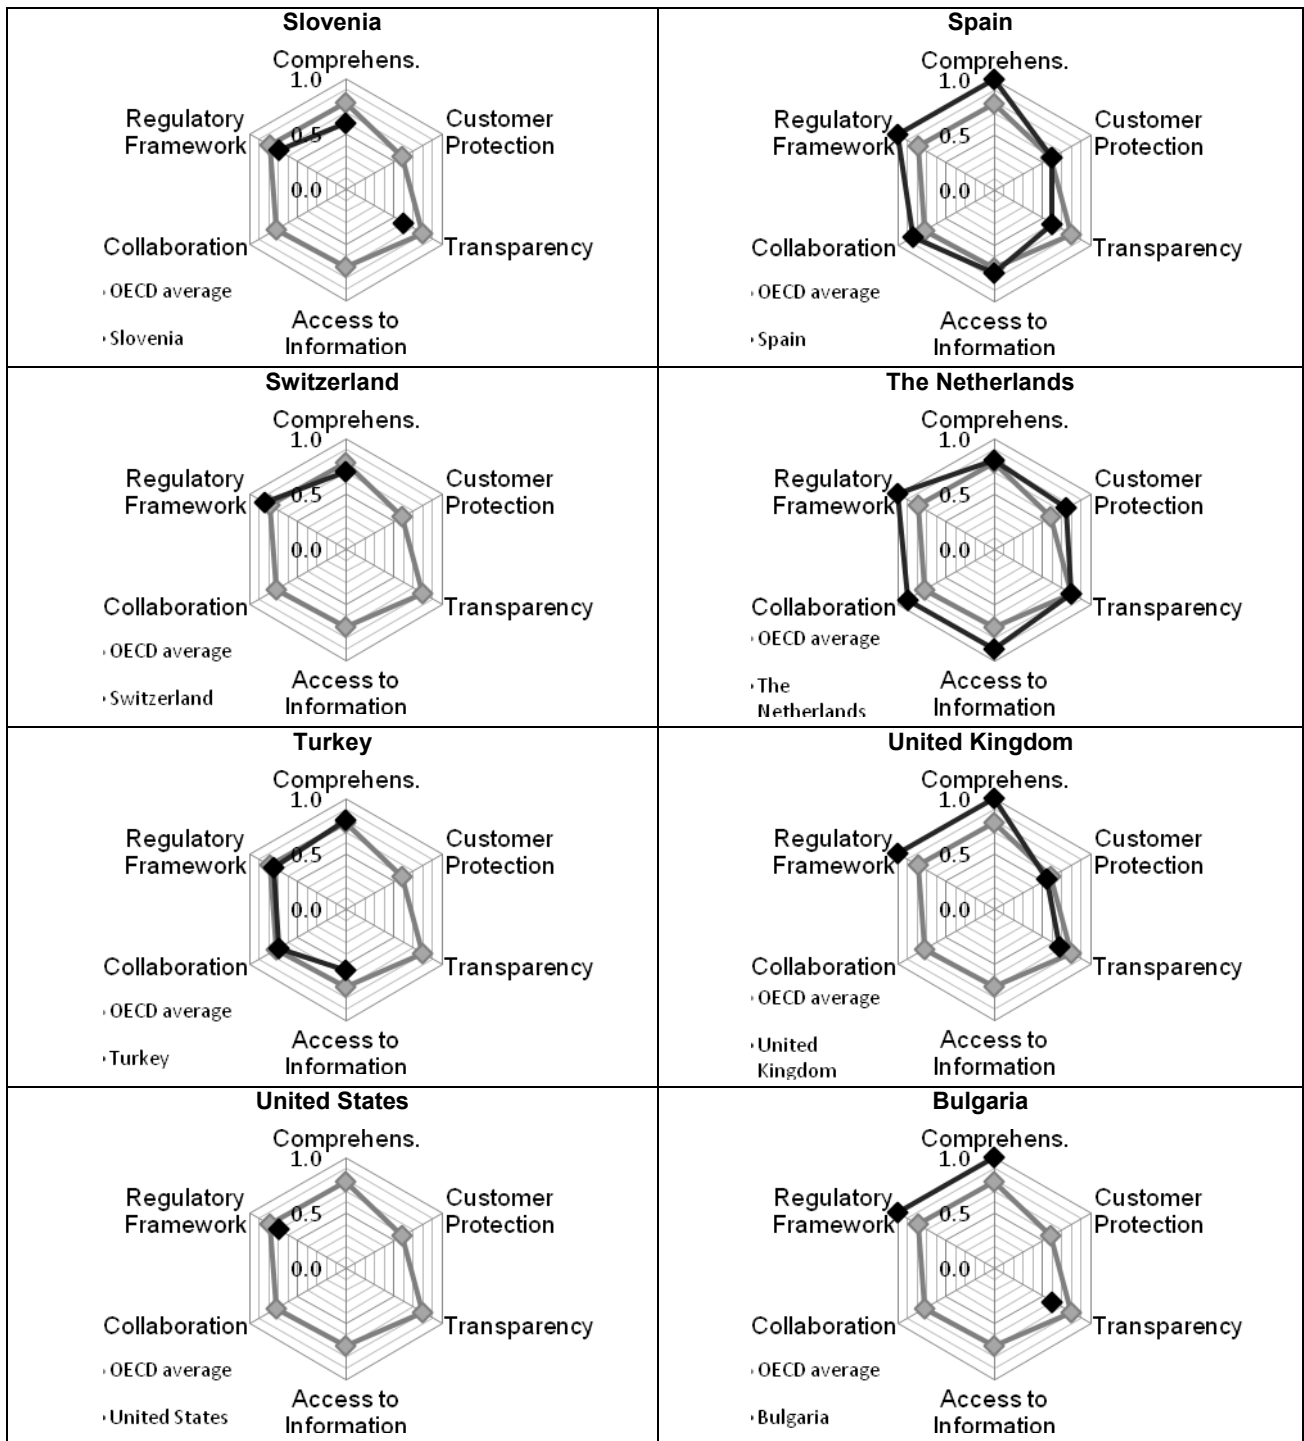 Slovenia
Comprehens.
1.0
Regulatory
Framework
0.5
Customer
Protection
0.0
Collaboration
Transparency
OECD average
Access to
Information
Slovenia
Spain
Comprehens.
1.0
Regulatory
Framework
0.5
Customer
Protection
0.0
Collaboration
Transparency
OECD average
Access to
Information
Spain
Switzerland
Comprehens.
1.0
Regulatory
Framework
0.5
Customer
Protection
0.0
Collaboration
Transparency
OECD average
Access to
Information
Switzerland
The Netherlands
Comprehens.
1.0
Regulatory
Framework
0.5
Customer
Protection
0.0
Collaboration
Transparency
OECD average
Access to
Information
The
Netherlands
Turkey
Comprehens.
1.0
Regulatory
Framework
0.5
Customer
Protection
0.0
Collaboration
Transparency
OECD average
Access to
Information
Turkey
United Kingdom
Comprehens.
1.0
Regulatory
Framework
0.5
Customer
Protection
0.0
Collaboration
Transparency
OECD average
Access to
Information
United
Kingdom
United States
Comprehens.
1.0
Regulatory
Framework
0.5
Customer
Protection
0.0
Collaboration
Transparency
OECD average
Access to
Information
United States
Bulgaria
Comprehens.
1.0
Regulatory
Framework
0.5
Customer
Protection
0.0
Collaboration
Transparency
OECD average
Access to
Information
Bulgaria